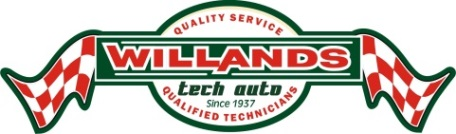 QUALITY SERVICE
WILLANDS
tech auto
Since 1937
QUALIFIED TECHNICIANS